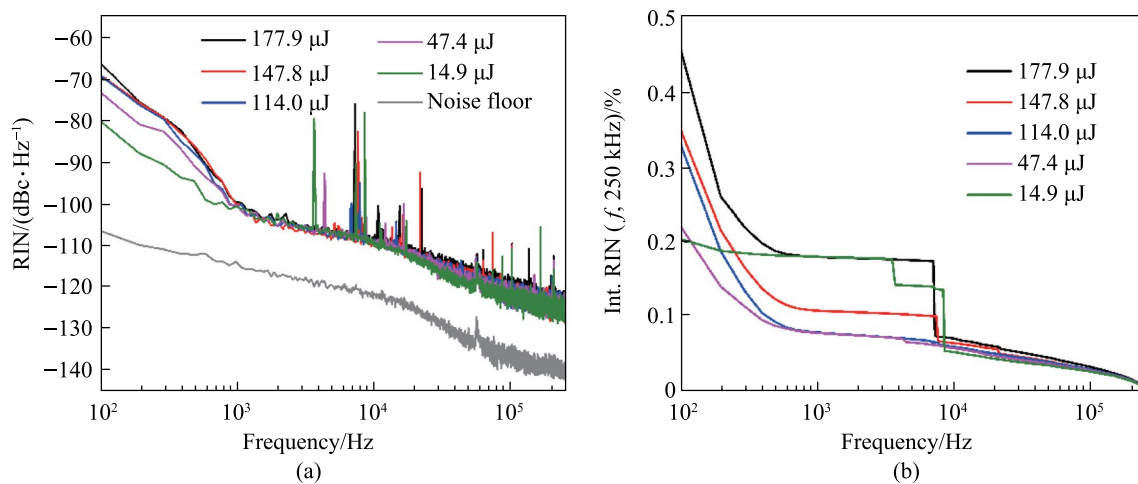 RIN/(dBc·Hz⁻¹)
−60
−70
−80
−90
−100
−110
−120
−130
−140
177.9 μJ
147.8 μJ
114.0 μJ
47.4 μJ
14.9 μJ
Noise floor
10² 10³ 10⁴ 10⁵
Frequency/Hz
(a)
Int. RIN (f, 250 kHz)/%
0.5
0.4
0.3
0.2
0.1
0
177.9 μJ
147.8 μJ
114.0 μJ
47.4 μJ
14.9 μJ
10² 10³ 10⁴ 10⁵
Frequency/Hz
(b)